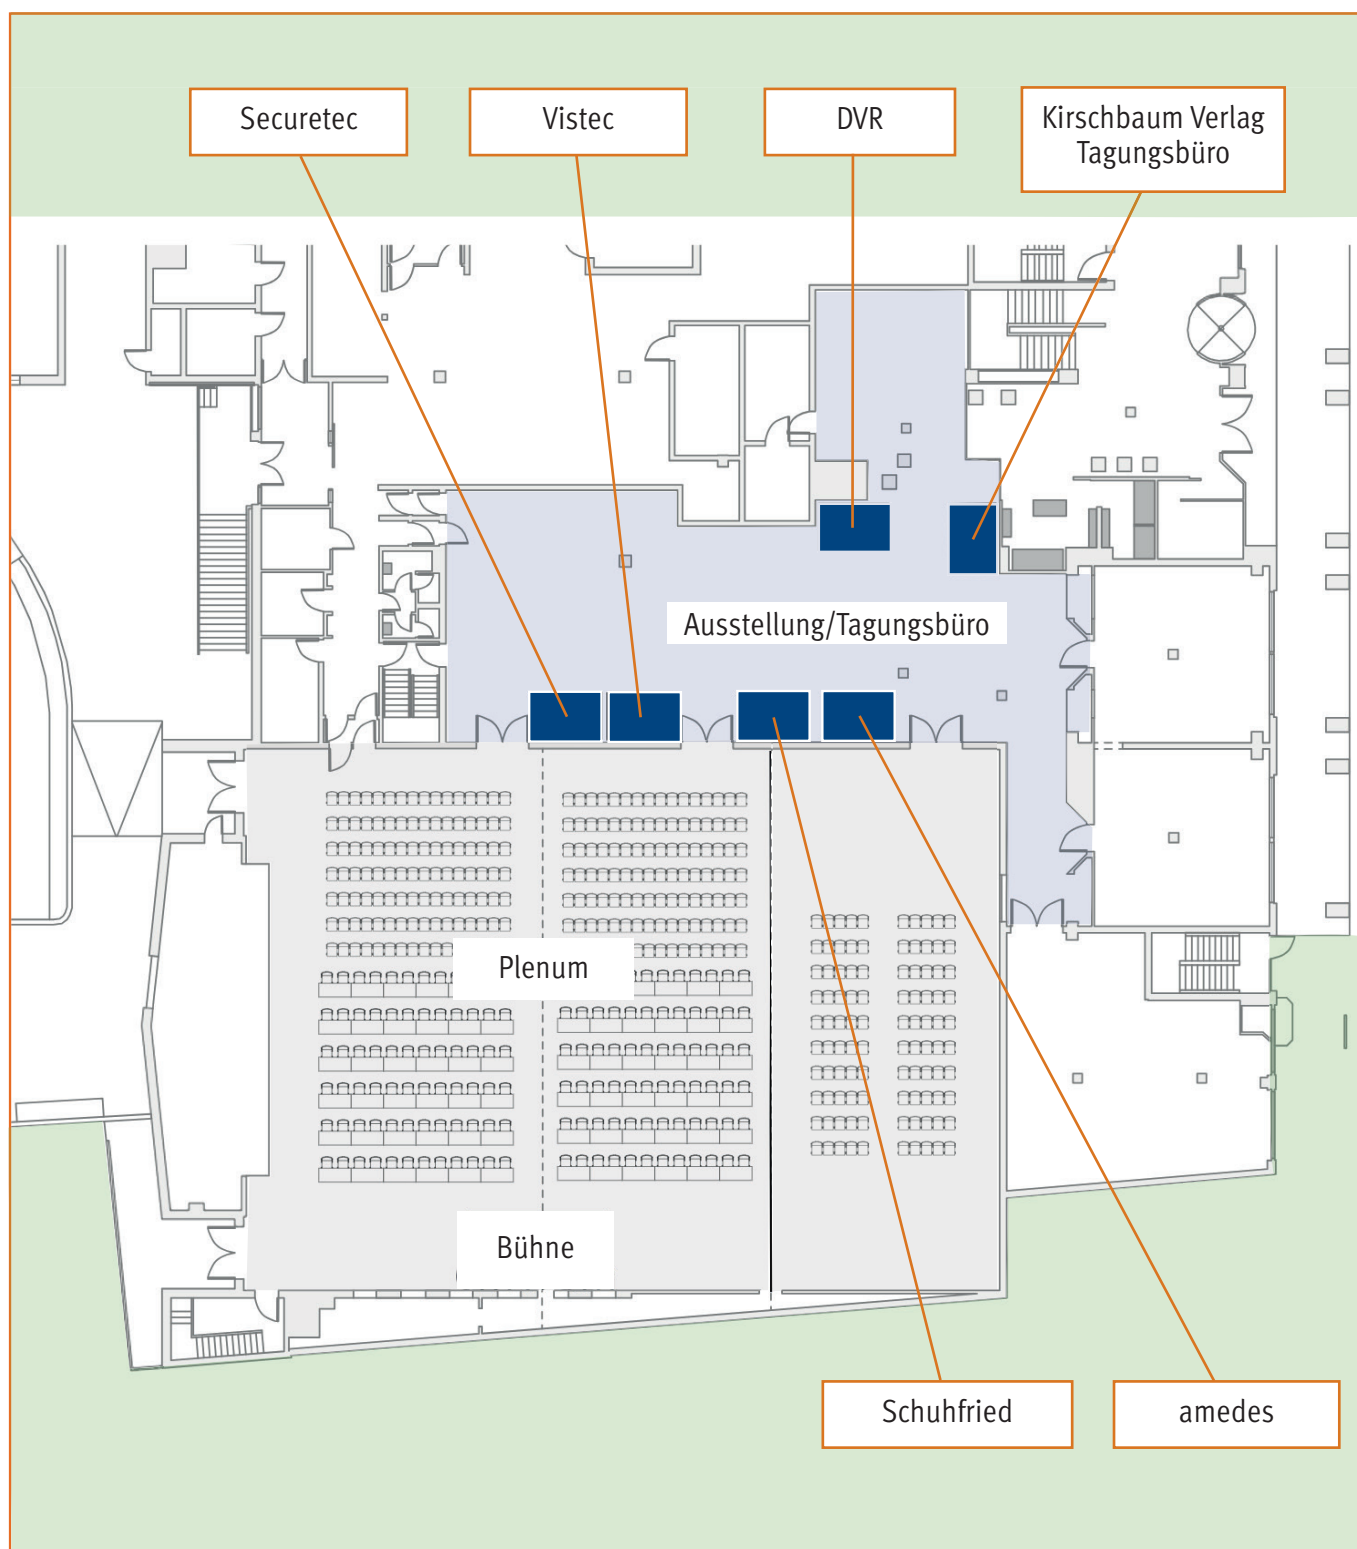 Securetec
Vistec
DVR
Kirschbaum Verlag
Tagungsbüro
Ausstellung/Tagungsbüro
Plenum
Bühne
Schuhfried
amedes